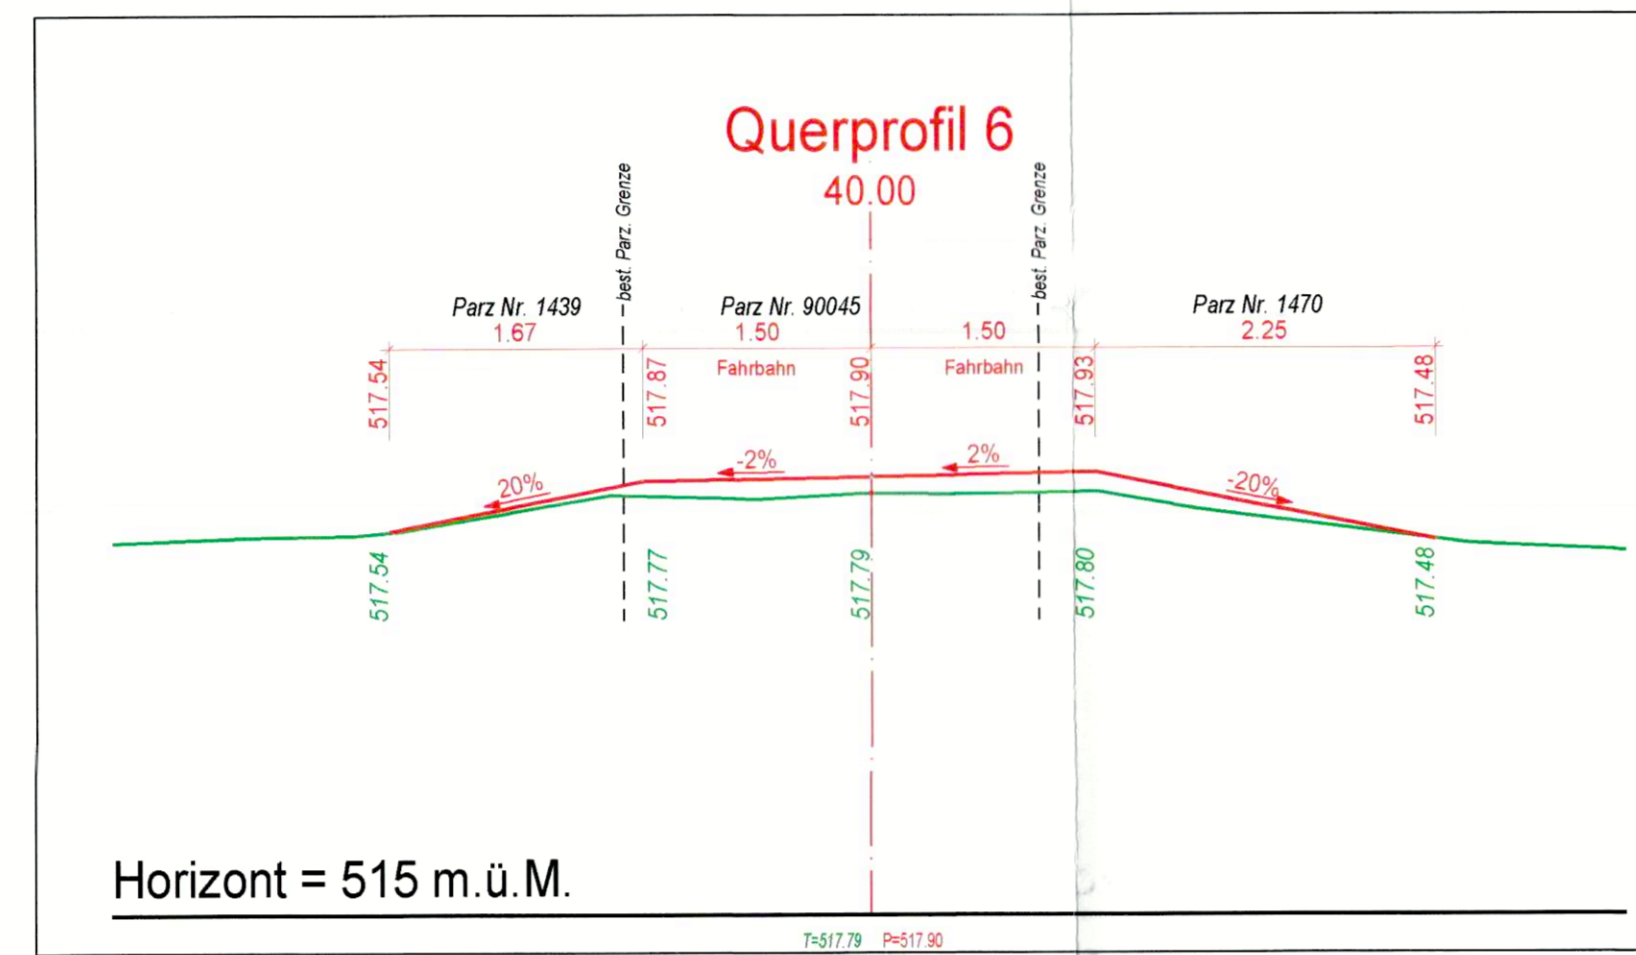 Querprofil 6
40.00
best. Parz. Grenze
best. Parz. Grenze
Parz Nr. 1439
Parz Nr. 90045
Parz Nr. 1470
1.67
1.50
1.50
2.25
Fahrbahn
Fahrbahn
517.54
517.87
517.90
517.93
517.48
20%
-2%
2%
-20%
517.54
517.77
517.79
517.80
517.48
Horizont = 515 m.ü.M.
T=517.79 P=517.90